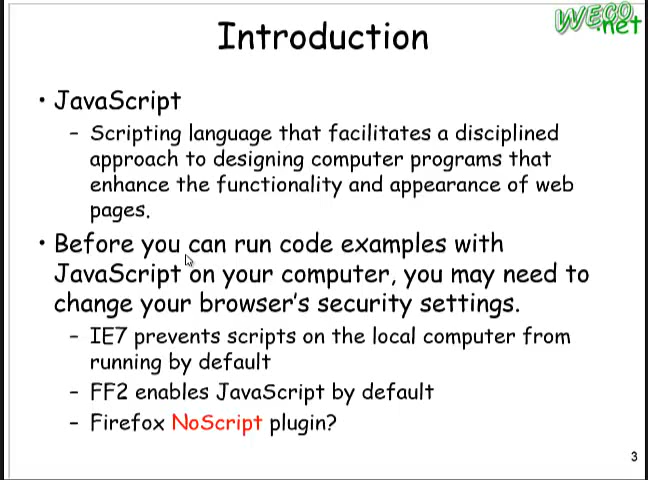 WECO
.net
Introduction
• JavaScript
– Scripting language that facilitates a disciplined
approach to designing computer programs that
enhance the functionality and appearance of web
pages.
• Before you can run code examples with
JavaScript on your computer, you may need to
change your browser's security settings.
– IE7 prevents scripts on the local computer from
running by default
– FF2 enables JavaScript by default
– Firefox NoScript plugin?
3